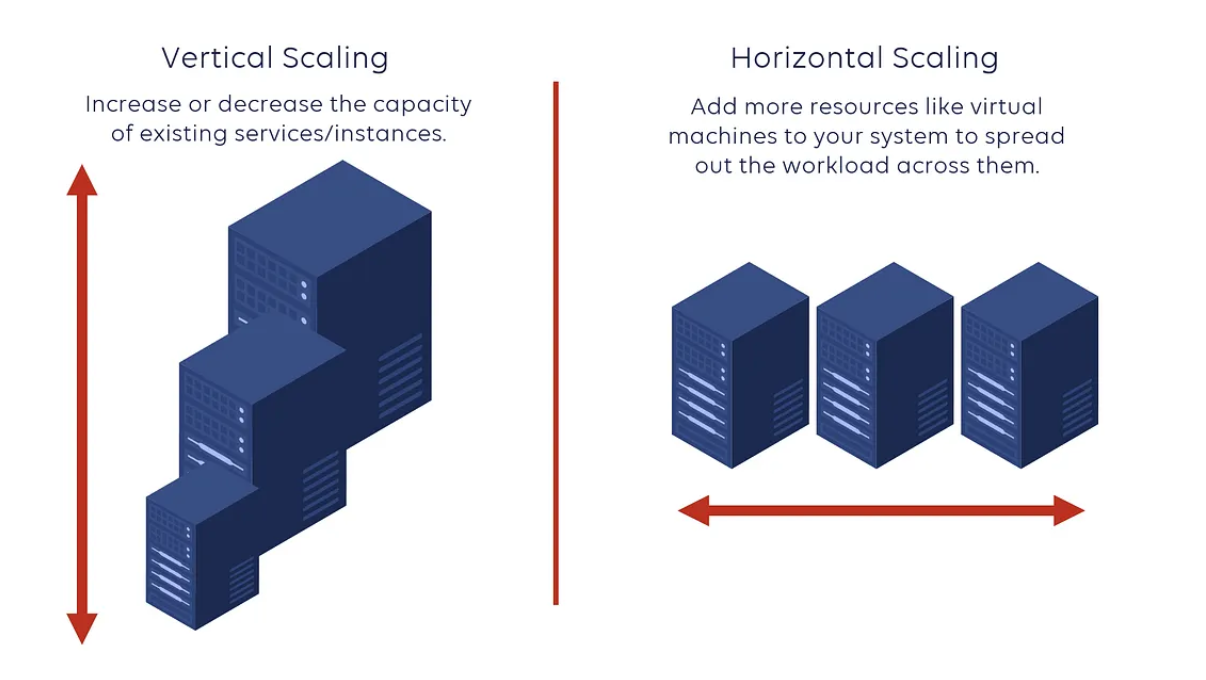 Vertical Scaling
Increase or decrease the capacity
of existing services/instances.
Horizontal Scaling
Add more resources like virtual
machines to your system to spread
out the workload across them.